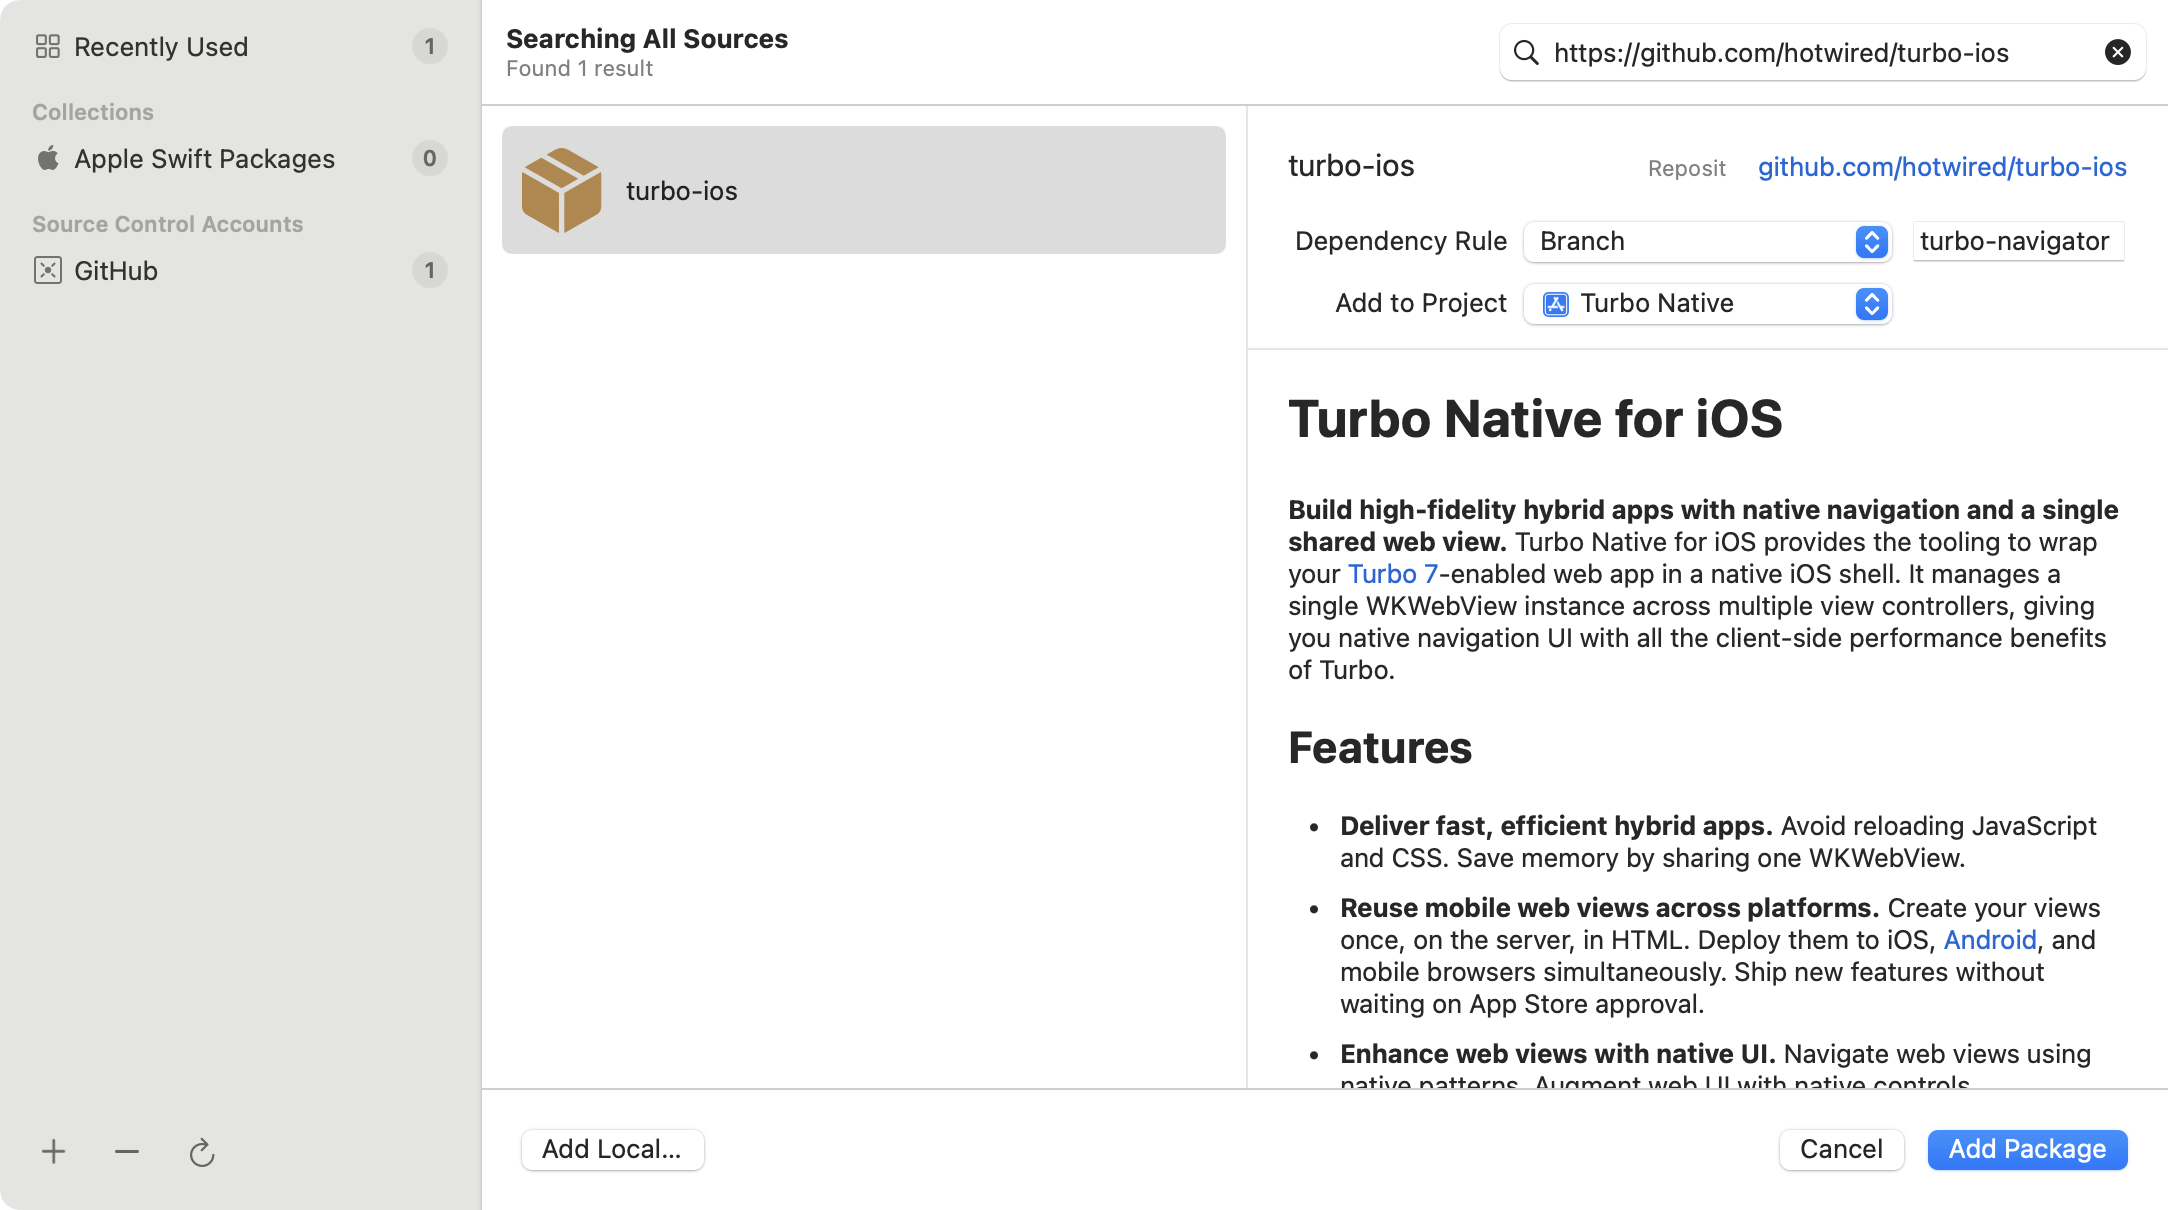 Recently Used 1
Collections
Apple Swift Packages 0
Source Control Accounts
GitHub 1
Searching All Sources
Found 1 result
https://github.com/hotwired/turbo-ios
turbo-ios
turbo-ios Reposit github.com/hotwired/turbo-ios
Dependency Rule Branch turbo-navigator
Add to Project Turbo Native
Turbo Native for iOS
Build high-fidelity hybrid apps with native navigation and a single
shared web view. Turbo Native for iOS provides the tooling to wrap
your Turbo 7-enabled web app in a native iOS shell. It manages a
single WKWebView instance across multiple view controllers, giving
you native navigation UI with all the client-side performance benefits
of Turbo.
Features
• Deliver fast, efficient hybrid apps. Avoid reloading JavaScript
and CSS. Save memory by sharing one WKWebView.
• Reuse mobile web views across platforms. Create your views
once, on the server, in HTML. Deploy them to iOS, Android, and
mobile browsers simultaneously. Ship new features without
waiting on App Store approval.
• Enhance web views with native UI. Navigate web views using
native patterns. Augment web UI with native controls.
Add Local...
Cancel
Add Package